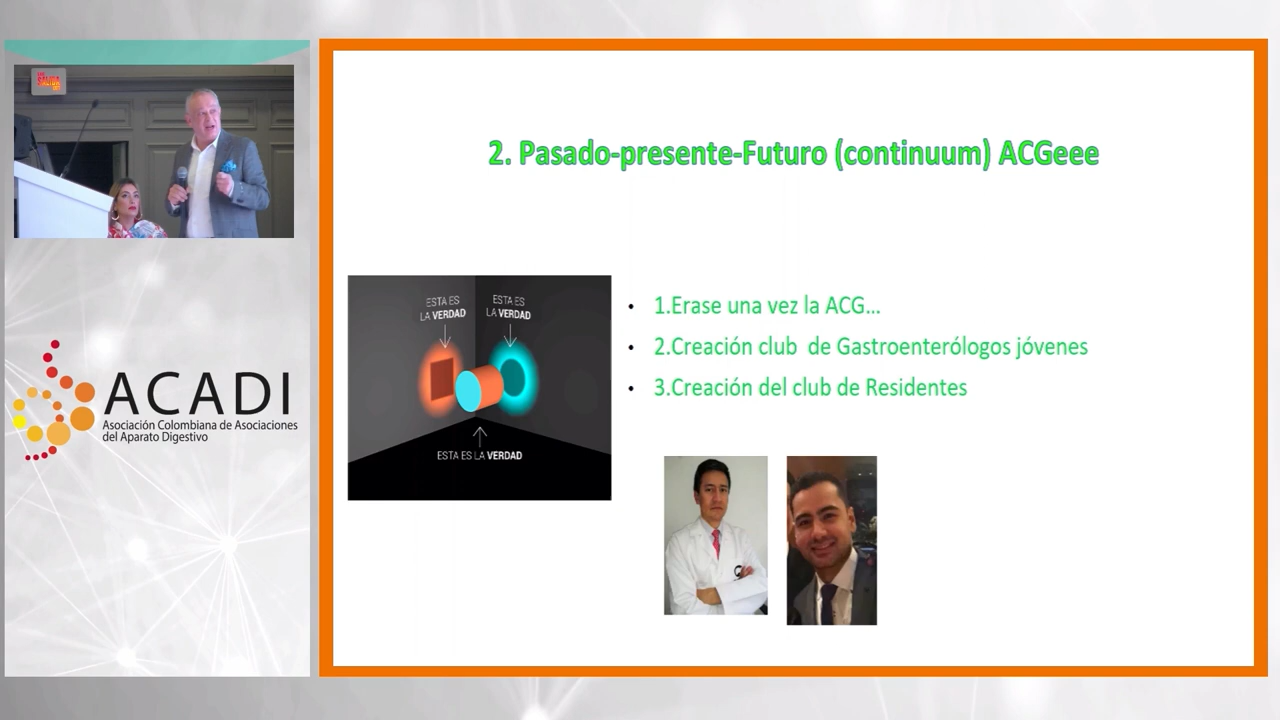 2. Pasado-presente-Futuro (continuum) ACGeee
ESTA ES
LA VERDAD
ESTA ES
LA VERDAD
ESTA ES LA VERDAD
• 1.Erase una vez la ACG...
• 2.Creación club de Gastroenterólogos jóvenes
• 3.Creación del club de Residentes
ACADI
Asociación Colombiana de Asociaciones
del Aparato Digestivo